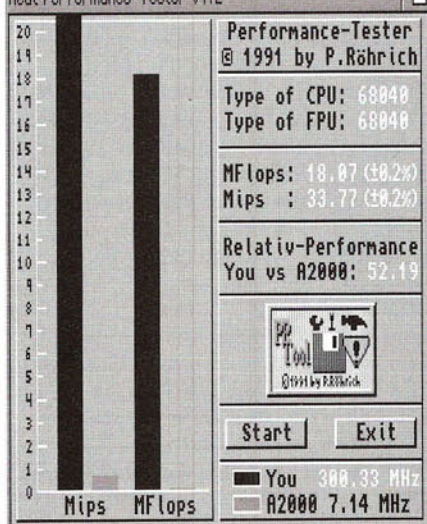 20
19
18
17
16
15
14
13
12
11
10
9
8
7
6
5
4
3
2
1
0
Mips MFlops
Performance-Tester
© 1991 by P.Röhrich
Type of CPU: 68040
Type of FPU: 68040
MFlops: 18.07 (±0.2%)
Mips : 33.77 (±0.2%)
Relativ-Performance
You vs A2000: 52.19
PR
Tool
©1991 by P.Röhrich
Start Exit
You 300.33 MHz
A2000 7.14 MHz